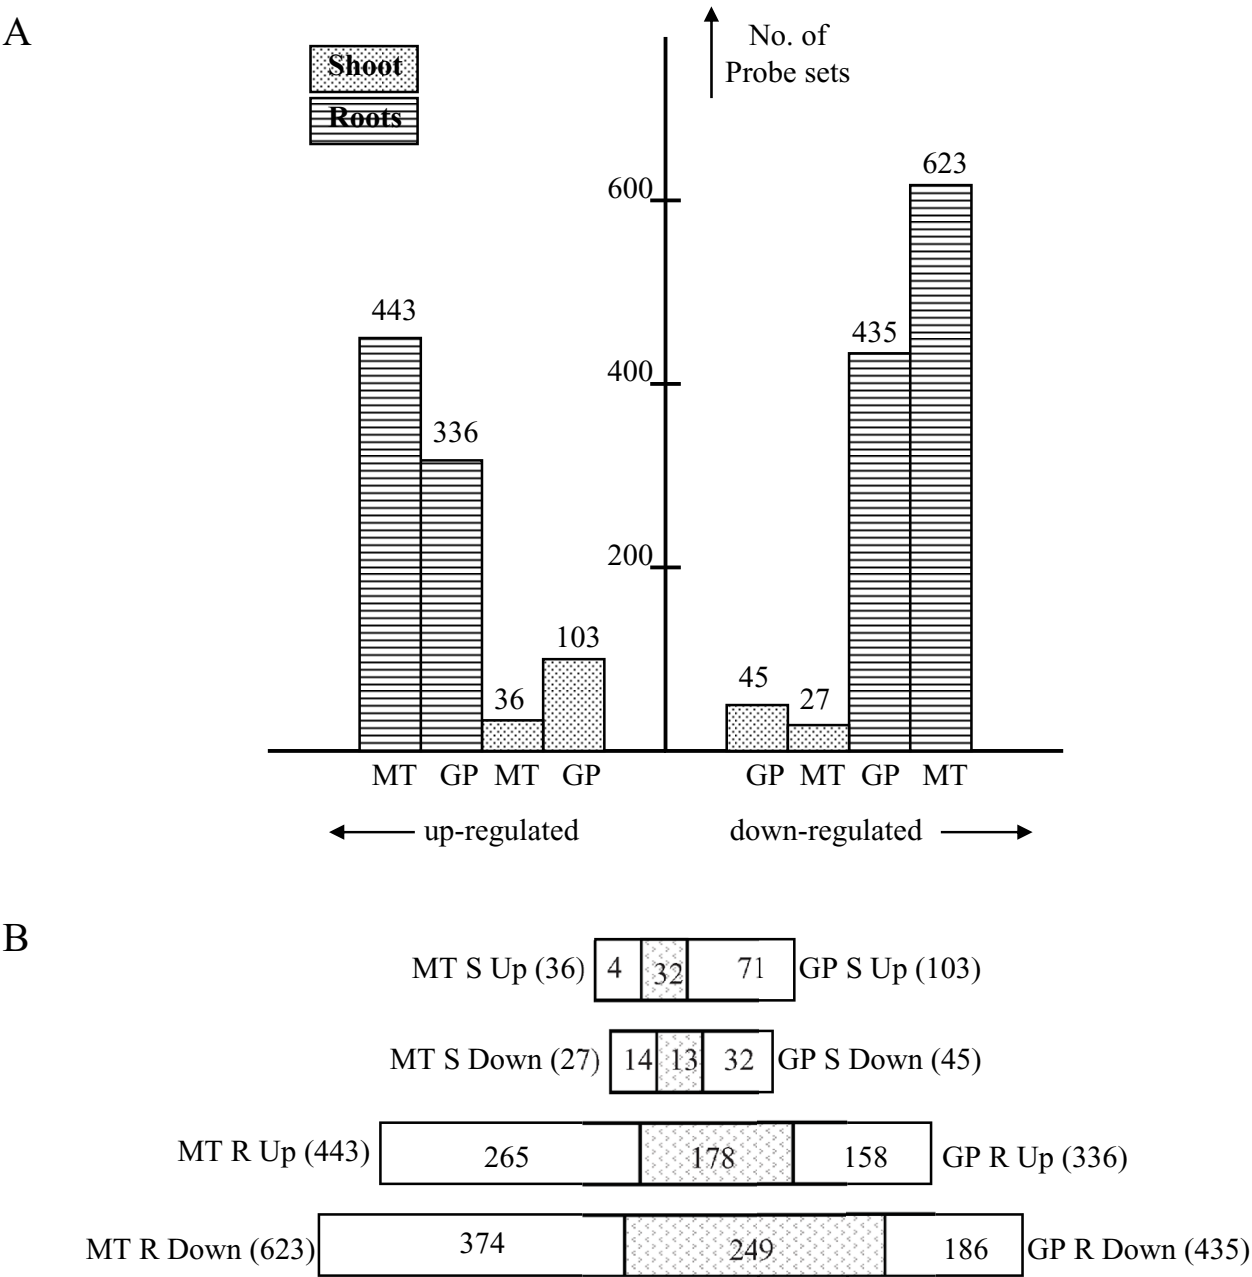 A
Shoot
Roots
No. of
Probe sets
623
600
443
435
400
336
200
103
45
36
27
MT GP MT GP
GP MT GP MT
up-regulated
down-regulated
B
MT S Up (36) 4 32 71 GP S Up (103)
MT S Down (27) 14 13 32 GP S Down (45)
MT R Up (443) 265 178 158 GP R Up (336)
MT R Down (623) 374 249 186 GP R Down (435)